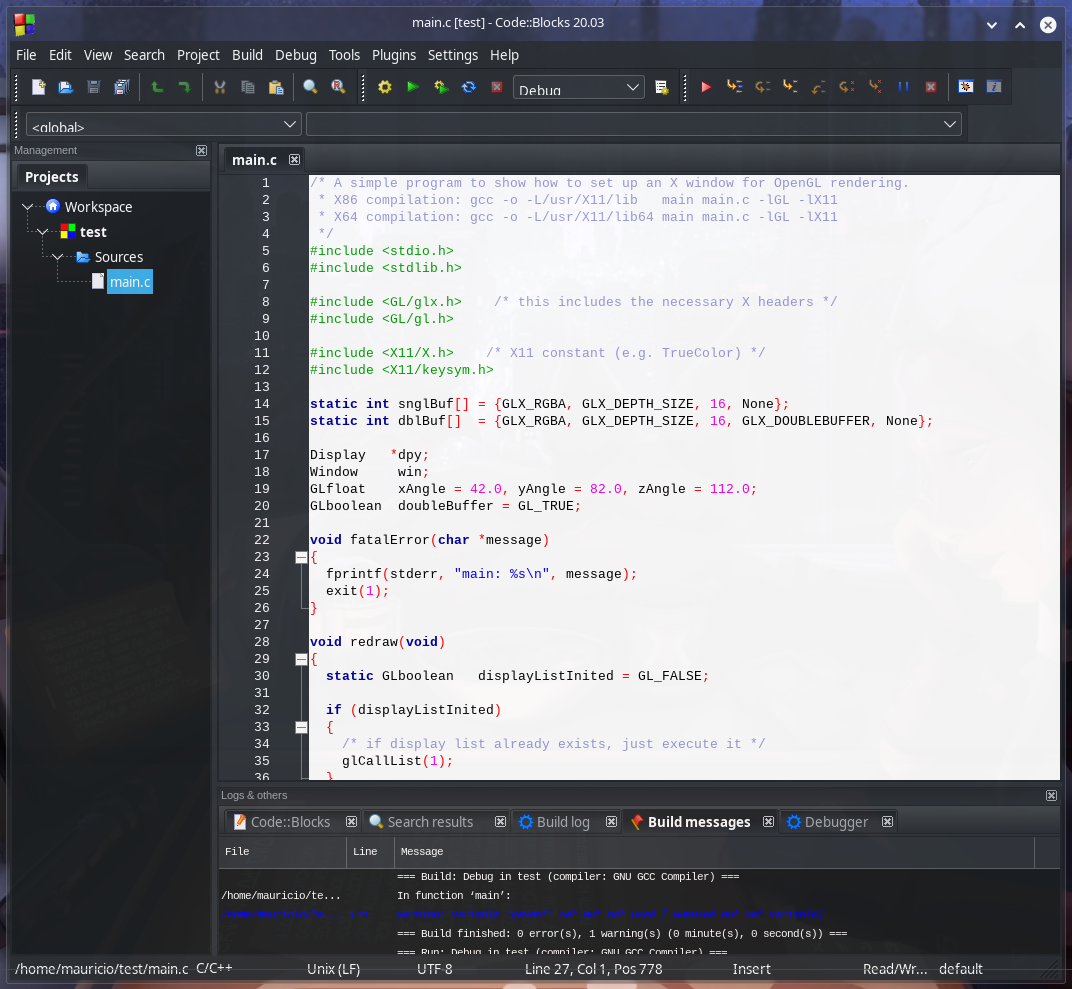 main.c [test] - Code::Blocks 20.03
File Edit View Search Project Build Debug Tools Plugins Settings Help
Debug
<global>
Management
Projects
Workspace
test
Sources
main.c
main.c
1 /* A simple program to show how to set up an X window for OpenGL rendering.
2  * X86 compilation: gcc -o -L/usr/X11/lib   main main.c -lGL -lX11
3  * X64 compilation: gcc -o -L/usr/X11/lib64 main main.c -lGL -lX11
4  */
5 #include <stdio.h>
6 #include <stdlib.h>
7
8 #include <GL/glx.h>    /* this includes the necessary X headers */
9 #include <GL/gl.h>
10
11 #include <X11/X.h>    /* X11 constant (e.g. TrueColor) */
12 #include <X11/keysym.h>
13
14 static int snglBuf[] = {GLX_RGBA, GLX_DEPTH_SIZE, 16, None};
15 static int dblBuf[]  = {GLX_RGBA, GLX_DEPTH_SIZE, 16, GLX_DOUBLEBUFFER, None};
16
17 Display   *dpy;
18 Window     win;
19 GLfloat    xAngle = 42.0, yAngle = 82.0, zAngle = 112.0;
20 GLboolean  doubleBuffer = GL_TRUE;
21
22 void fatalError(char *message)
23 {
24   fprintf(stderr, "main: %s\n", message);
25   exit(1);
26 }
27
28 void redraw(void)
29 {
30   static GLboolean   displayListInited = GL_FALSE;
31
32   if (displayListInited)
33   {
34     /* if display list already exists, just execute it */
35     glCallList(1);
36   }
Logs & others
Code::Blocks Search results Build log Build messages Debugger
File Line Message
=== Build: Debug in test (compiler: GNU GCC Compiler) ===
/home/mauricio/te... In function ‘main’:
=== Build finished: 0 error(s), 1 warning(s) (0 minute(s), 0 second(s)) ===
=== Run: Debug in test (compiler: GNU GCC Compiler) ===
/home/mauricio/test/main.c C/C++ Unix (LF) UTF-8 Line 27, Col 1, Pos 778 Insert Read/Wr... default